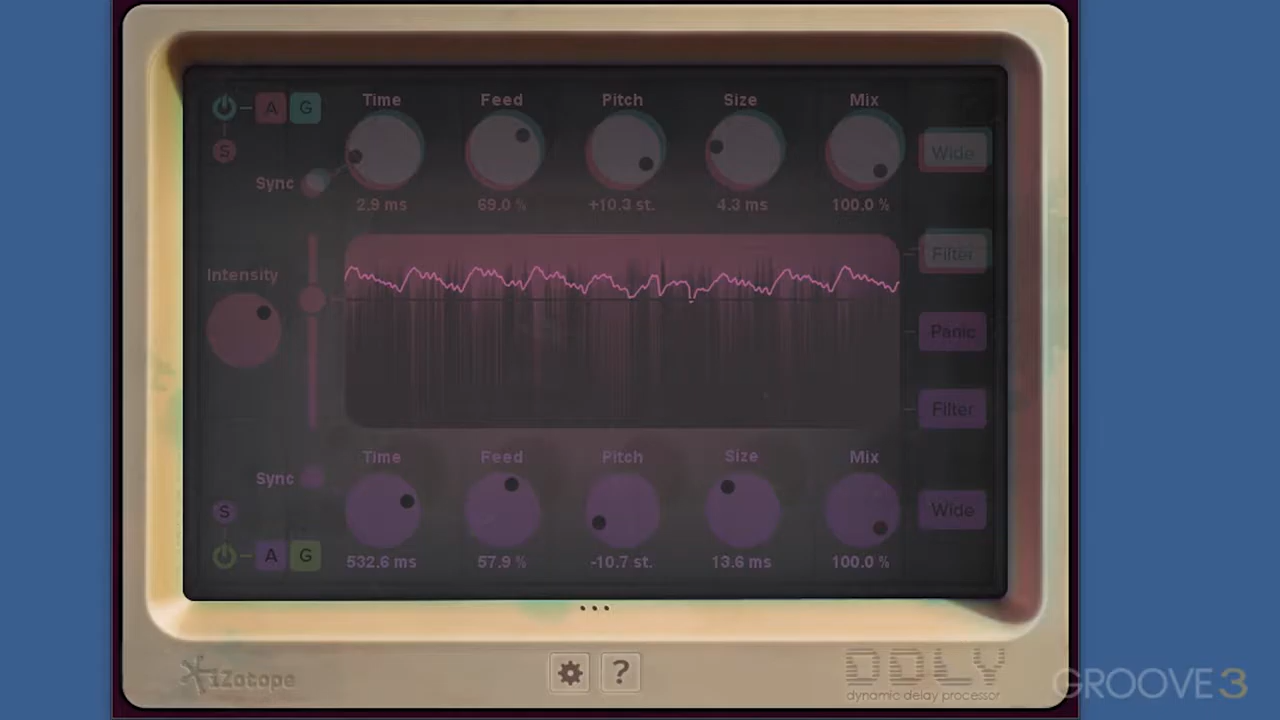 A G Time Feed Pitch Size Mix
S Wide
Sync
2.9 ms 69.0 % +10.3 st. 4.3 ms 100.0 %
Filter
Intensity
Panic
Filter
Time Feed Pitch Size Mix
Sync
S Wide
A G 532.6 ms 57.9 % -10.7 st. 13.6 ms 100.0 %
iZotope ? DDLY
dynamic delay processor
GROOVE 3